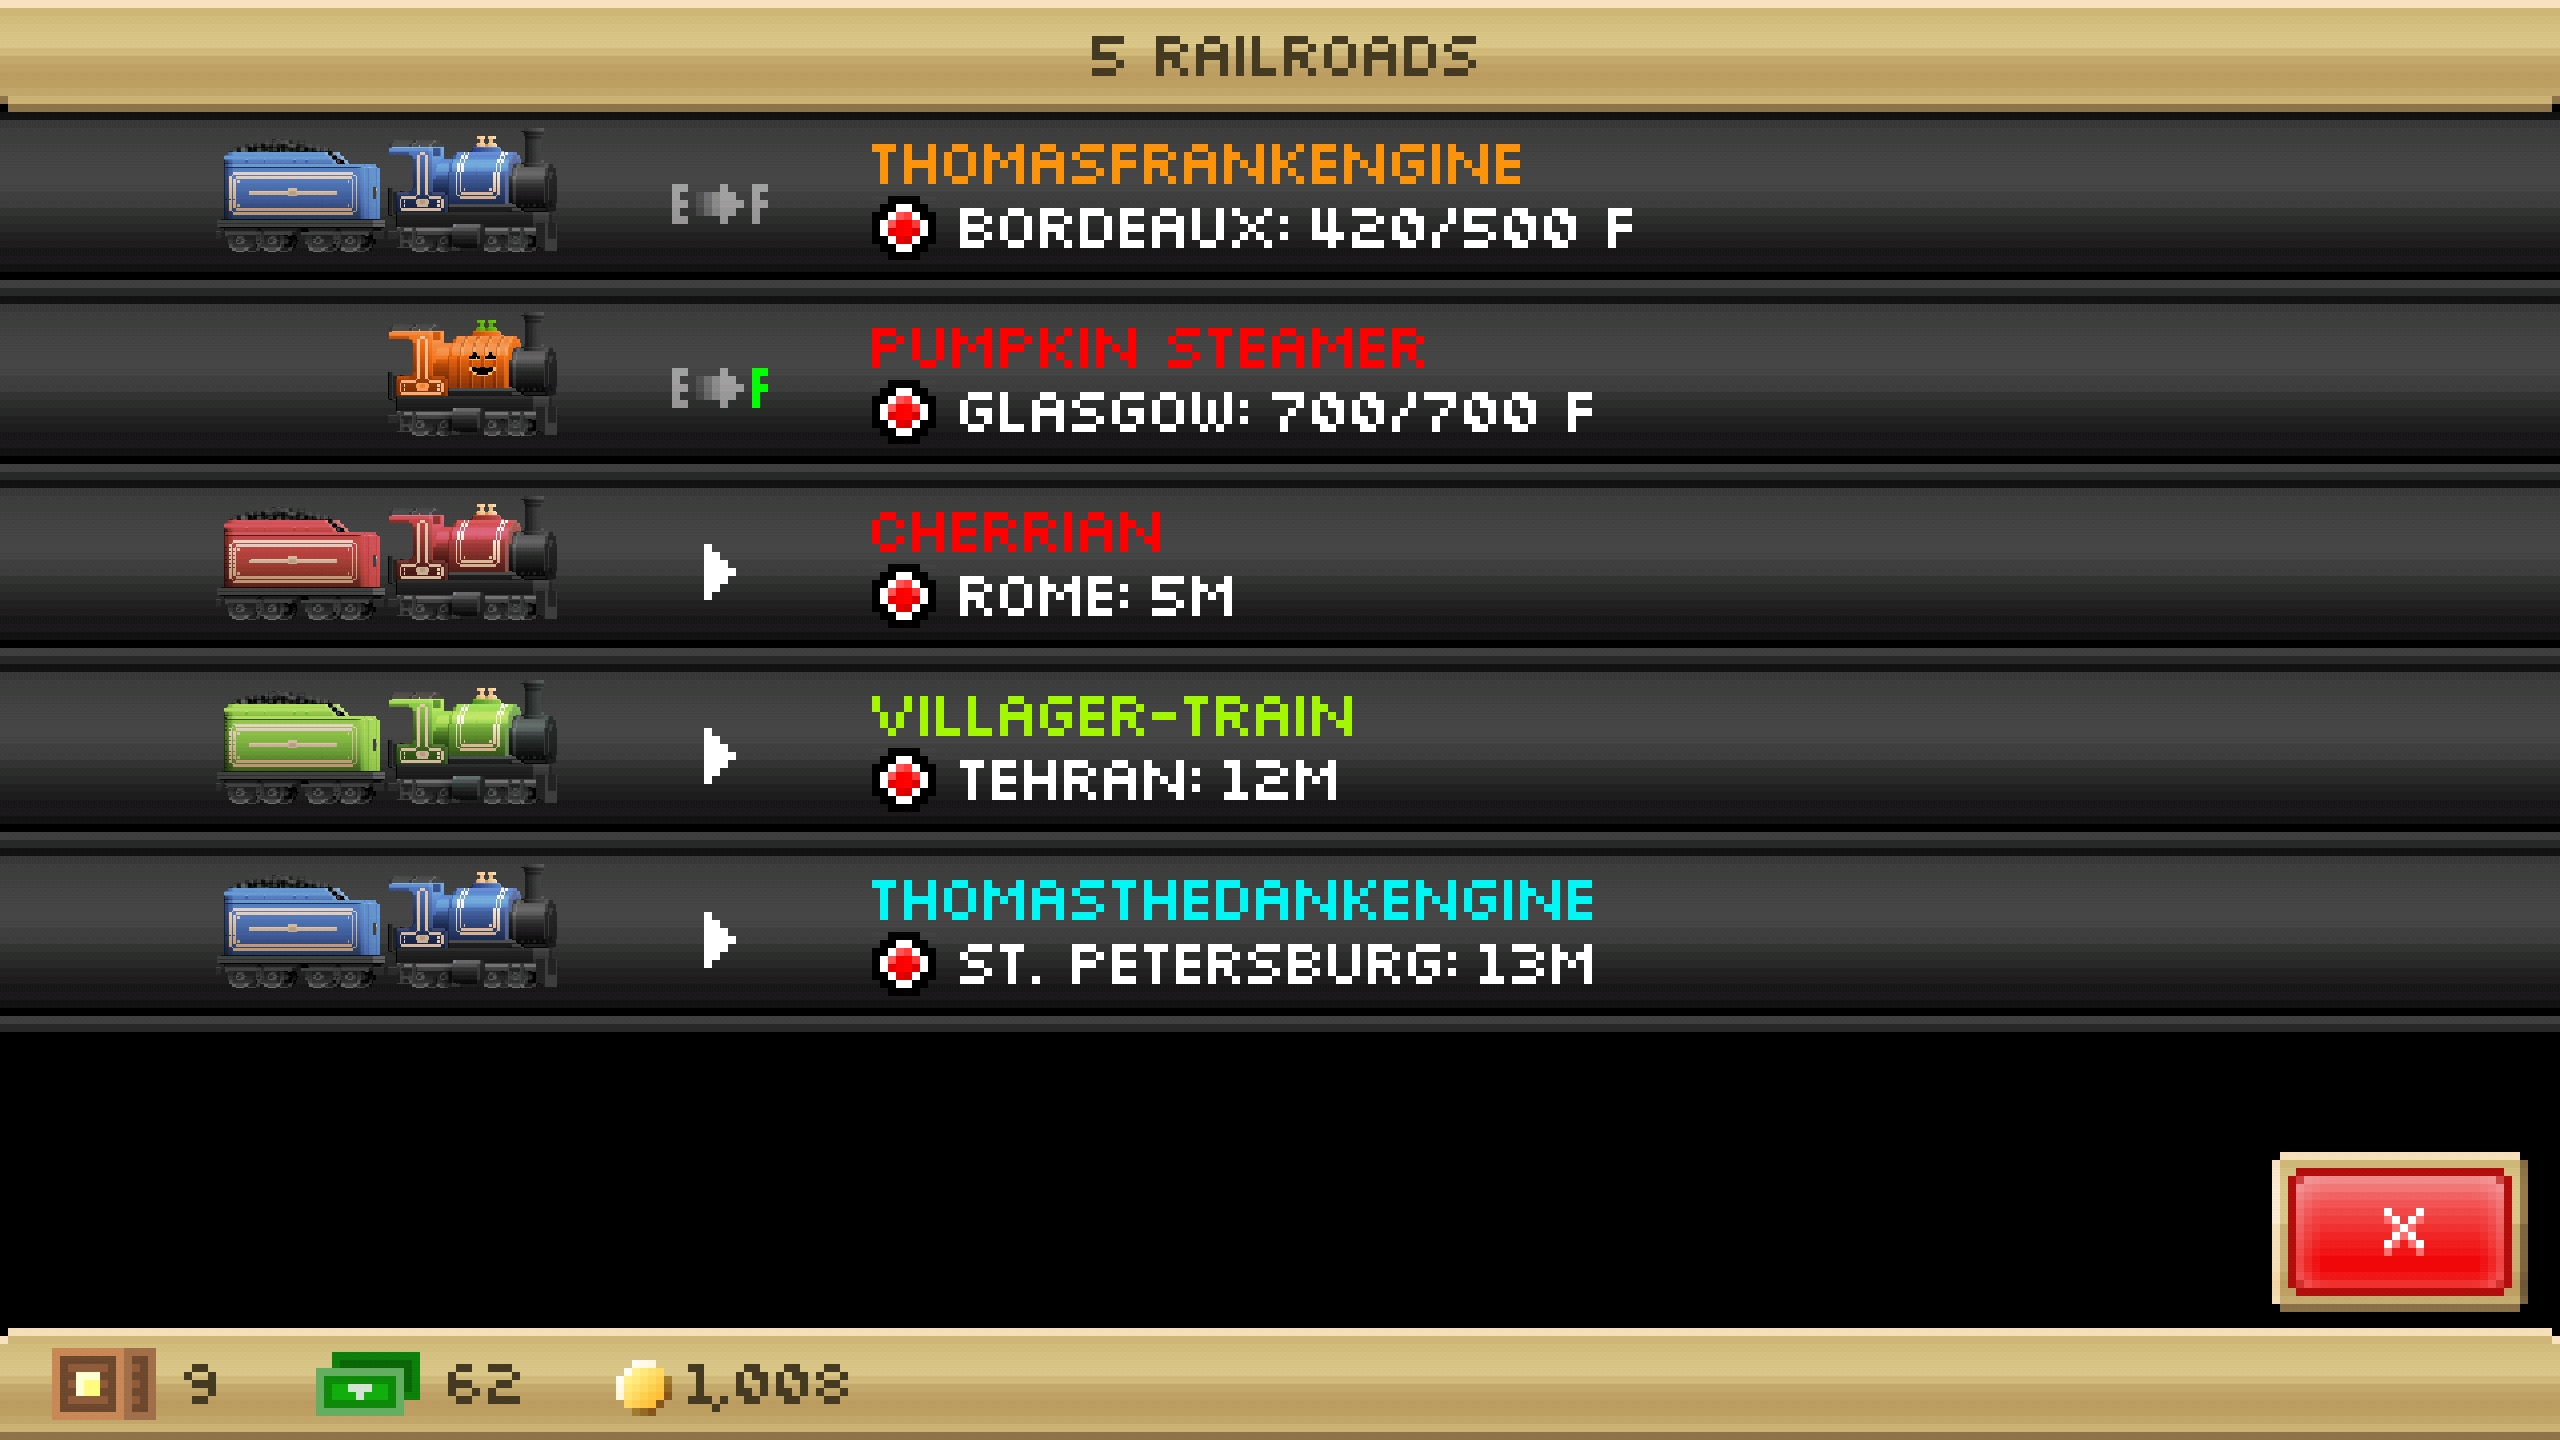 5 RAILROADS
THOMASFRANKENGINE
E F
BORDEAUX: 420/500 F
PUMPKIN STEAMER
E F
GLASGOW: 700/700 F
CHERRIAN
ROME: 5M
VILLAGER-TRAIN
TEHRAN: 12M
THOMASTHEDANKENGINE
ST. PETERSBURG: 13M
X
9 62 1,008